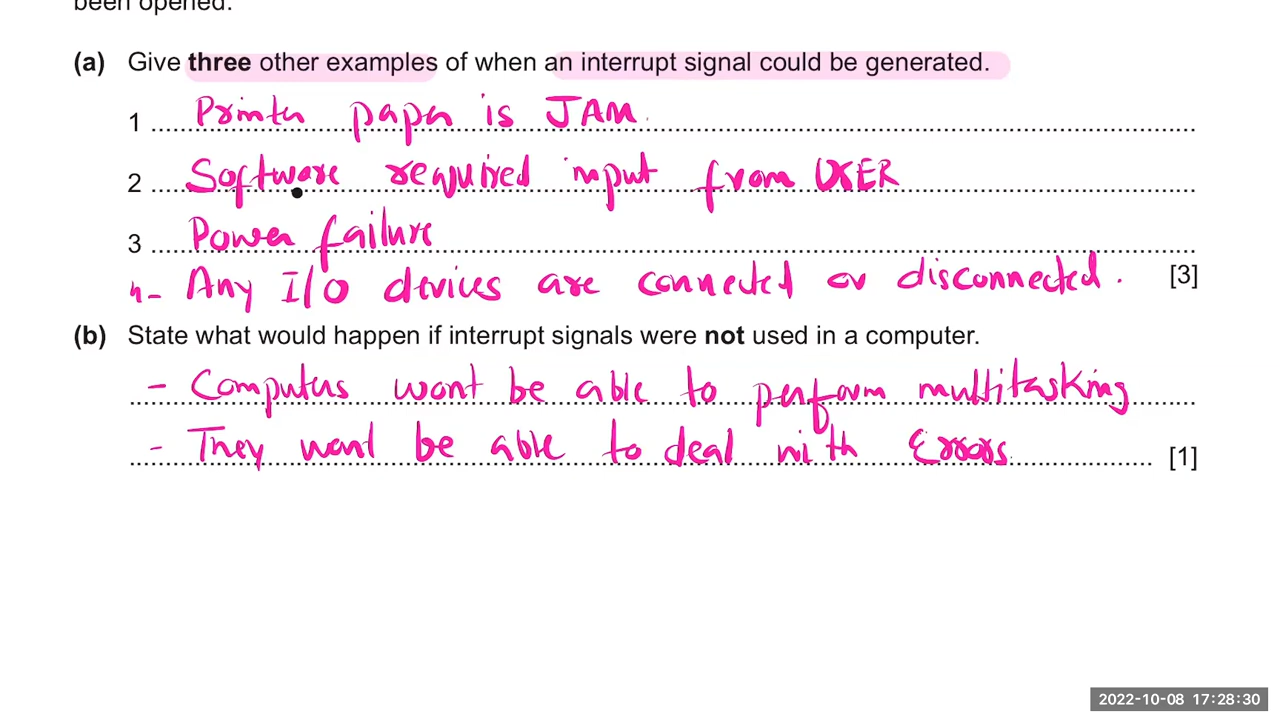 been opened.
(a) Give three other examples of when an interrupt signal could be generated.
1 Printer paper is JAM.
2 Software required input from USER
3 Power failure
4- Any I/O devices are connected or disconnected. [3]
(b) State what would happen if interrupt signals were not used in a computer.
- Computers wont be able to perform multitasking
- They wont be able to deal with Errors. [1]
2022-10-08 17:28:30